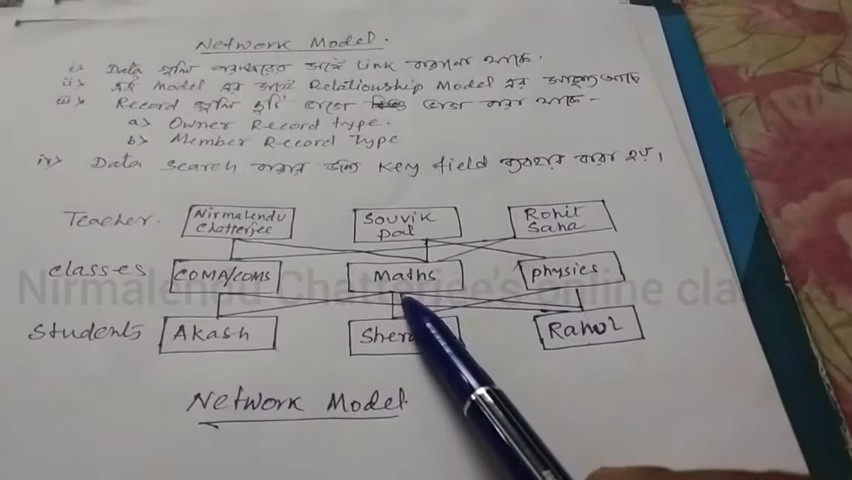 Network Model.
i> Data গুলি পরস্পরের সাথে Link করানো থাকে.
ii> এই Model এর সাথে Relationship Model এর সাদৃশ্য আছে
iii> Record গুলি দুটি ভাগে ভাগ করা থাকে -
a> Owner Record type.
b> Member Record Type
iv> Data Search করার জন্য Key field ব্যবহার করা হয়।
Teacher. Nirmalendu Chatterjee Souvik pal Rohit Saha
classes COMA/COMS Maths physics
Nirmalendu Chatterjee's online classes
Students Akash Rahul
Network Model